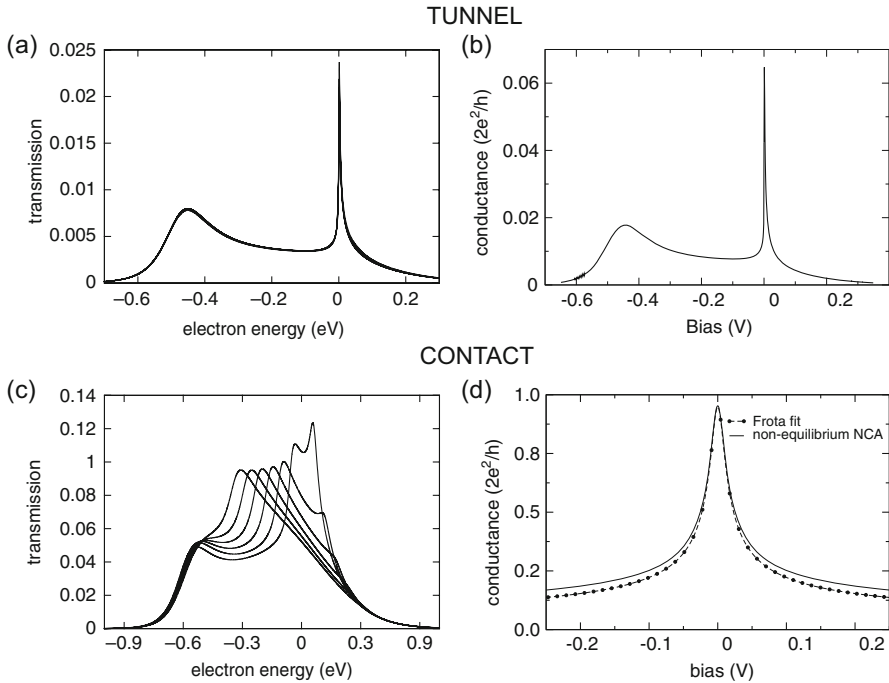 TUNNEL
(a)
0.025
0.02
0.015
0.01
0.005
0
transmission
−0.6
−0.4
−0.2
0
0.2
electron energy (eV)
(b)
0.06
0.04
0.02
0.0
conductance (2e²/h)
-0.6
-0.4
-0.2
0
0.2
Bias (V)
CONTACT
(c)
0.14
0.12
1
0.08
0.06
0.04
0.02
0
transmission
−0.9
−0.6
−0.3
0
0.3
0.6
0.9
electron energy (eV)
(d)
1.0
0.8
0.5
0.2
0.0
conductance (2e²/h)
Frota fit
non-equilibrium NCA
-0.2
-0.1
0
0.1
0.2
bias (V)